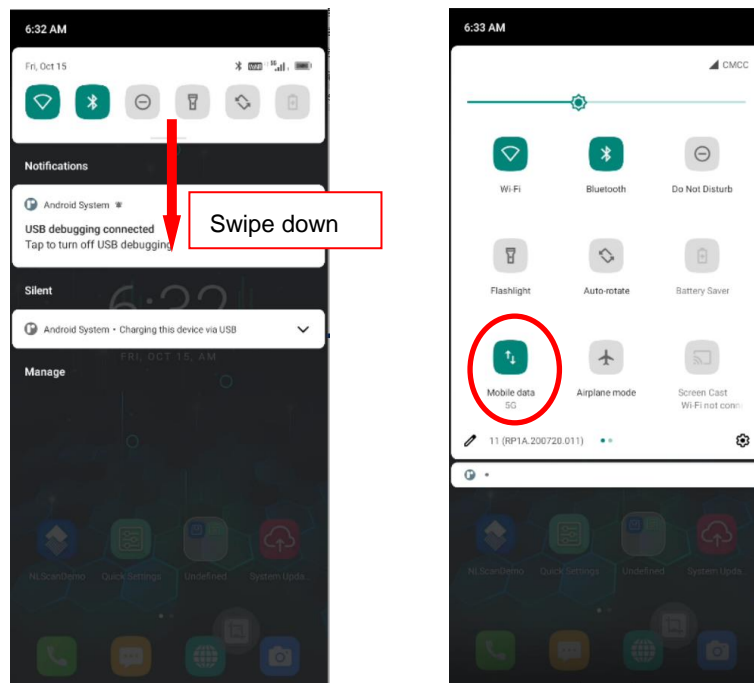 6:32 AM
Fri, Oct 15
Notifications
Android System
USB debugging connected
Tap to turn off USB debugging
Swipe down
Silent
6:32
Android System • Charging this device via USB
FRI, OCT 15, AM
Manage
NLScanDemo
Quick Settings
Undefined
System Upda...
6:33 AM
CMCC
Wi-Fi
Bluetooth
Do Not Disturb
Flashlight
Auto-rotate
Battery Saver
Mobile data
5G
Airplane mode
Screen Cast
Wi-Fi not conn
11 (RP1A.200720.011)
NLScanDemo
Quick Settings
Undefined
System Upda